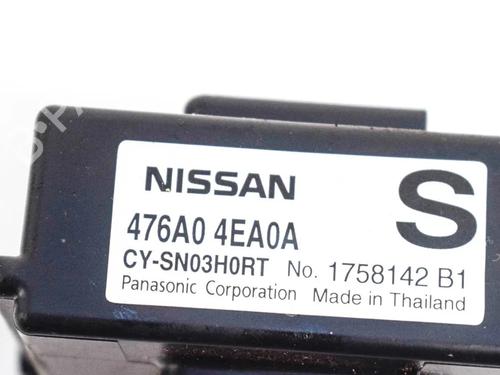 NISSAN
S
476A0 4EA0A
CY-SN03H0RT No. 1758142 B1
Panasonic Corporation Made in Thailand